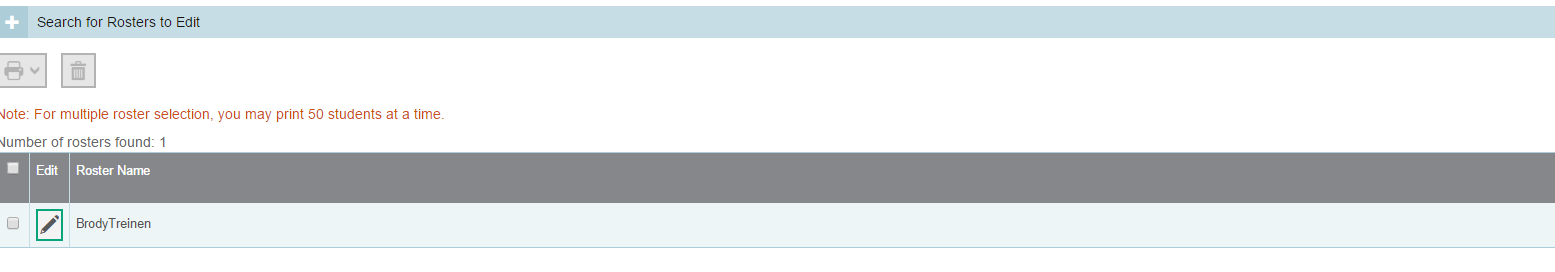 Search for Rosters to Edit
Note: For multiple roster selection, you may print 50 students at a time.
Number of rosters found: 1
Edit Roster Name
BrodyTreinen